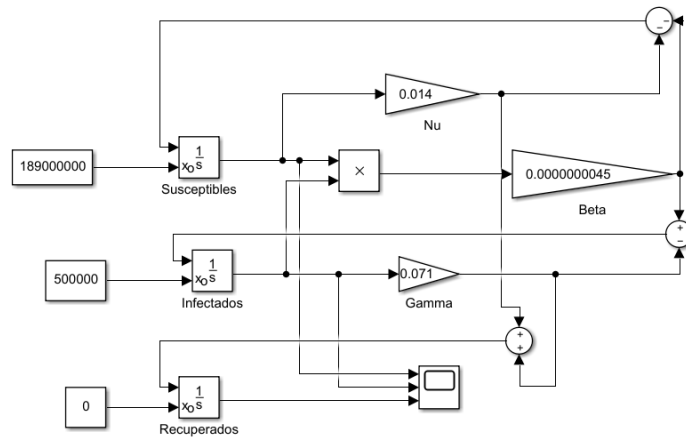 0.014
Nu
189000000
x₀ 1/s
Susceptibles
×
0.0000000045
Beta
500000
x₀ 1/s
Infectados
0.071
Gamma
0
x₀ 1/s
Recuperados
− −
+ −
+ +